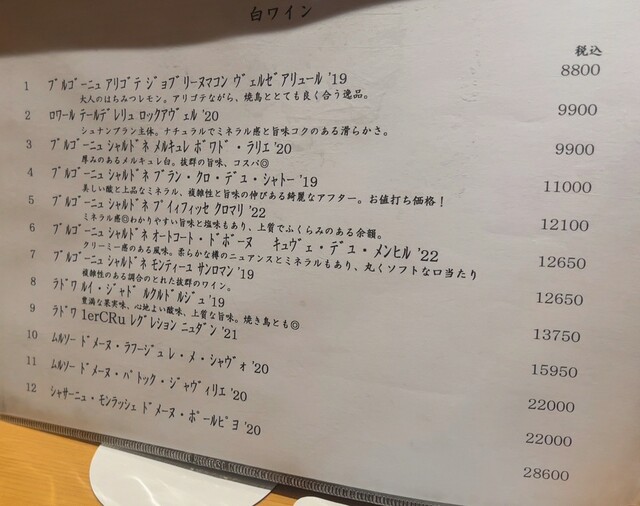 白ワイン
税込
1 ﾌﾞﾙｺﾞｰﾆｭ ｱﾘｺﾞﾃ ｼﾞｮﾌﾞﾘｰﾇﾏｺﾝ ｳﾞｪﾙｾﾞｱﾘｭｰﾙ '19 8800
大人のはちみつレモン。アリゴテながら、焼鳥ととても良く合う逸品。
2 ﾛﾜｰﾙ ﾃｰﾙﾃﾞﾚﾘｭ ﾛｯｸｱｳﾞｪﾙ '20 9900
シュナンブラン主体。ナチュラルでミネラル感と旨味コクのある滑らかさ。
3 ﾌﾞﾙｺﾞｰﾆｭ ｼｬﾙﾄﾞﾈ ﾒﾙｷｭﾚ ﾎﾞﾜﾄﾞ・ﾗﾘｴ '20 9900
厚みのあるメルキュレ白。抜群の旨味、コスパ◎
4 ﾌﾞﾙｺﾞｰﾆｭ ｼｬﾙﾄﾞﾈ ﾌﾞﾗﾝ・ｸﾛ・ﾃﾞｭ・ｼｬﾄｰ '19 11000
美しい酸と上品なミネラル、複雑性と旨の伸びある綺麗なアフター。お値打ち価格！
5 ﾌﾞﾙｺﾞｰﾆｭ ｼｬﾙﾄﾞﾈ ﾌﾟｲｨﾌｨｯｾ ｸﾛﾏﾘ '22 12100
ミネラル感◎わかりやすい旨味と塩味もあり、上質でふくらみのある余韻。
6 ﾌﾞﾙｺﾞｰﾆｭ ｼｬﾙﾄﾞﾈ ｵｰﾄｺｰﾄ・ﾄﾞﾎﾞｰﾇ ｷｭｳﾞｪ・ﾃﾞｭ・ﾒﾝﾋﾙ '22 12650
クリーミー感のある風味。柔らかな樽のニュアンスとミネラルもあり、丸くソフトな口当たり
7 ﾌﾞﾙｺﾞｰﾆｭ ｼｬﾙﾄﾞﾈ ﾓﾝﾃｨｰﾕ ｻﾝﾛﾏﾝ '19 12650
複雑性のある調合のとれた抜群のワイン。
8 ﾗﾄﾞﾜ ﾙｲ・ｼﾞｬﾄﾞ ﾙｸﾙﾄﾞﾙｼﾞｭ '19 13750
豊満な果実味、心地よい酸味、上質な旨味。焼き鳥とも◎
9 ﾗﾄﾞﾜ 1erCRu ﾚｸﾞﾚｼｮﾝ ﾆｭﾀﾞﾝ '21 15950
10 ﾑﾙｿｰ ﾄﾞﾒｰﾇ・ﾗﾌｰｼﾞｭ ﾚ・ﾒ・ｼｬｳﾞｫ '20 22000
11 ﾑﾙｿｰ ﾄﾞﾒｰﾇ・ﾊﾞﾄｯｸ・ｼﾞｬｳﾞｨﾘｴ '20 22000
12 ｼｬｻｰﾆｭ・ﾓﾝﾗｯｼｪ ﾄﾞﾒｰﾇ・ﾎﾟｰﾙﾋﾟﾖ '20 28600